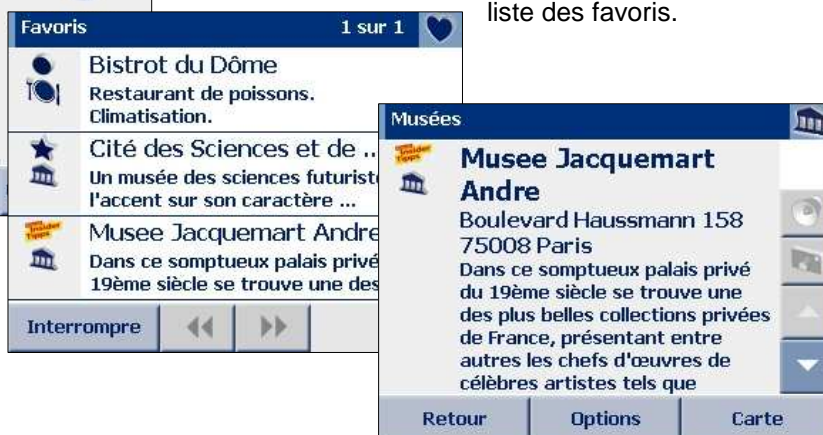 liste des favoris.
Favoris 1 sur 1
Bistrot du Dôme
Restaurant de poissons.
Climatisation.
Cité des Sciences et de ...
Un musée des sciences futuriste
l'accent sur son caractère ...
Musee Jacquemart Andre
Dans ce somptueux palais privé
19ème siècle se trouve une des
Interrompre
Musées
Insider
Tipps
Musee Jacquemart
Andre
Boulevard Haussmann 158
75008 Paris
Dans ce somptueux palais privé
du 19ème siècle se trouve une
des plus belles collections privées
de France, présentant entre
autres les chefs d'œuvres de
célèbres artistes tels que
Retour Options Carte